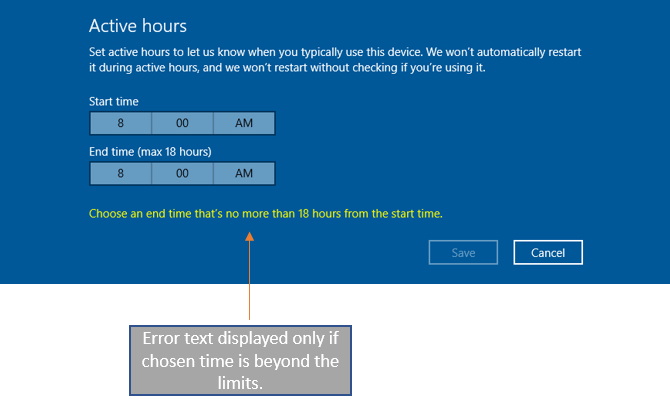 Active hours
Set active hours to let us know when you typically use this device. We won't automatically restart
it during active hours, and we won't restart without checking if you're using it.
Start time
8 00 AM
End time (max 18 hours)
8 00 AM
Choose an end time that's no more than 18 hours from the start time.
Save Cancel
Error text displayed only if
chosen time is beyond the
limits.